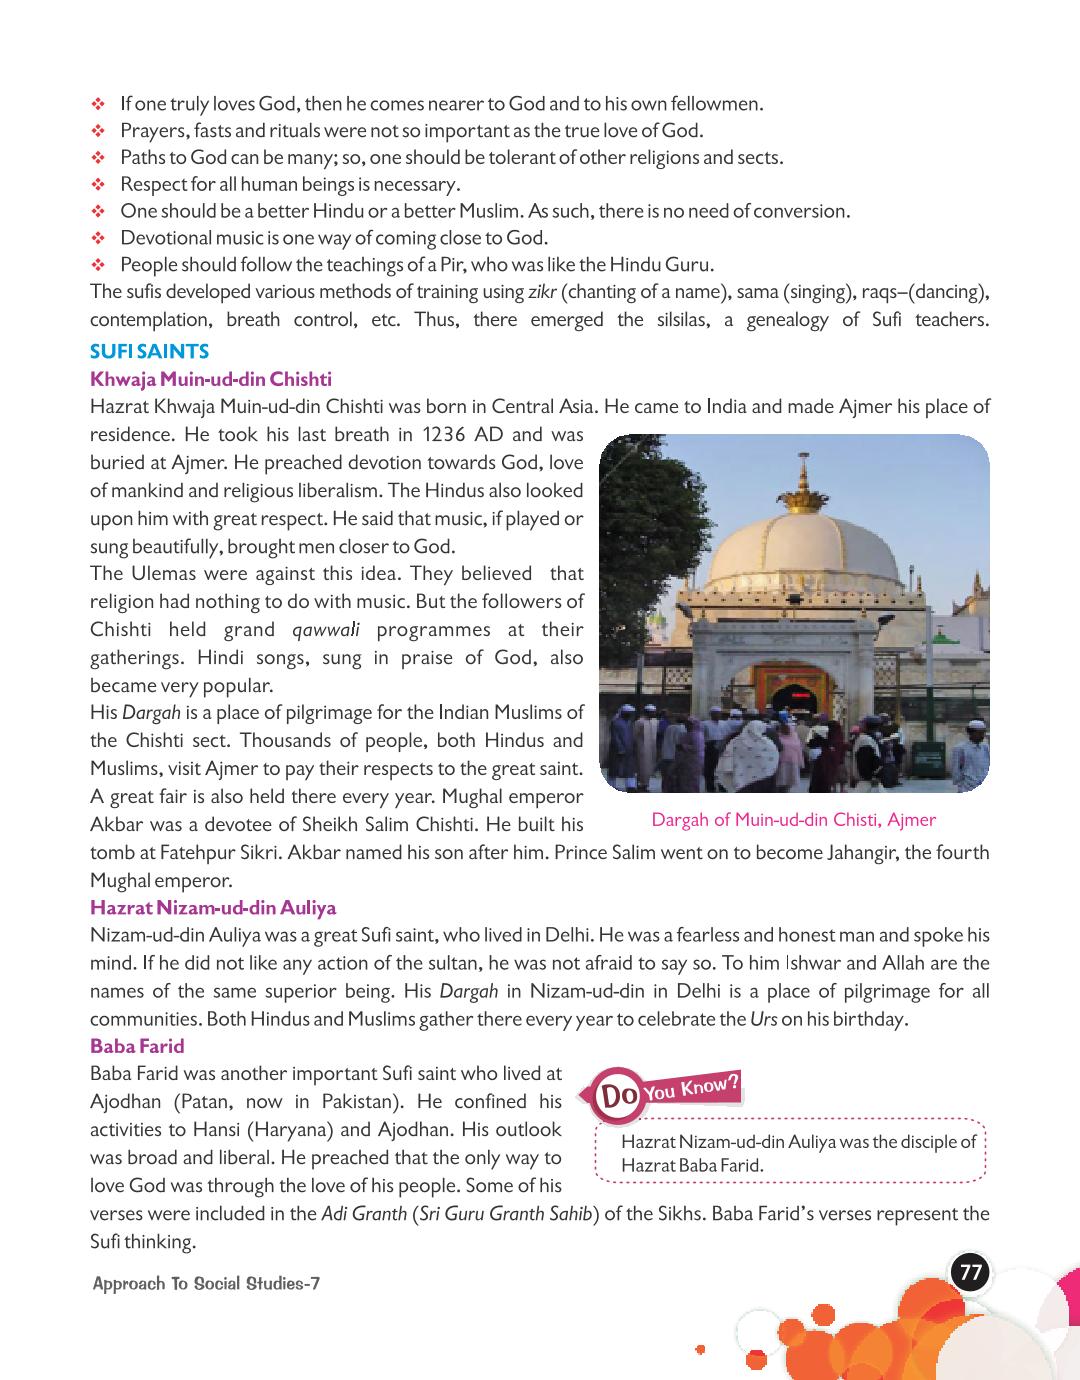 ❖ If one truly loves God, then he comes nearer to God and to his own fellowmen.
❖ Prayers, fasts and rituals were not so important as the true love of God.
❖ Paths to God can be many; so, one should be tolerant of other religions and sects.
❖ Respect for all human beings is necessary.
❖ One should be a better Hindu or a better Muslim. As such, there is no need of conversion.
❖ Devotional music is one way of coming close to God.
❖ People should follow the teachings of a Pir, who was like the Hindu Guru.
The sufis developed various methods of training using zikr (chanting of a name), sama (singing), raqs–(dancing),
contemplation, breath control, etc. Thus, there emerged the silsilas, a genealogy of Sufi teachers.
SUFI SAINTS
Khwaja Muin-ud-din Chishti
Hazrat Khwaja Muin-ud-din Chishti was born in Central Asia. He came to India and made Ajmer his place of
residence. He took his last breath in 1236 AD and was
buried at Ajmer. He preached devotion towards God, love
of mankind and religious liberalism. The Hindus also looked
upon him with great respect. He said that music, if played or
sung beautifully, brought men closer to God.
The Ulemas were against this idea. They believed that
religion had nothing to do with music. But the followers of
Chishti held grand qawwali programmes at their
gatherings. Hindi songs, sung in praise of God, also
became very popular.
His Dargah is a place of pilgrimage for the Indian Muslims of
the Chishti sect. Thousands of people, both Hindus and
Muslims, visit Ajmer to pay their respects to the great saint.
A great fair is also held there every year. Mughal emperor
Akbar was a devotee of Sheikh Salim Chishti. He built his
Dargah of Muin-ud-din Chisti, Ajmer
tomb at Fatehpur Sikri. Akbar named his son after him. Prince Salim went on to become Jahangir, the fourth
Mughal emperor.
Hazrat Nizam-ud-din Auliya
Nizam-ud-din Auliya was a great Sufi saint, who lived in Delhi. He was a fearless and honest man and spoke his
mind. If he did not like any action of the sultan, he was not afraid to say so. To him Ishwar and Allah are the
names of the same superior being. His Dargah in Nizam-ud-din in Delhi is a place of pilgrimage for all
communities. Both Hindus and Muslims gather there every year to celebrate the Urs on his birthday.
Baba Farid
Baba Farid was another important Sufi saint who lived at
Ajodhan (Patan, now in Pakistan). He confined his
activities to Hansi (Haryana) and Ajodhan. His outlook
was broad and liberal. He preached that the only way to
love God was through the love of his people. Some of his
Do You Know?
Hazrat Nizam-ud-din Auliya was the disciple of
Hazrat Baba Farid.
verses were included in the Adi Granth (Sri Guru Granth Sahib) of the Sikhs. Baba Farid's verses represent the
Sufi thinking.
Approach To Social Studies-7
77